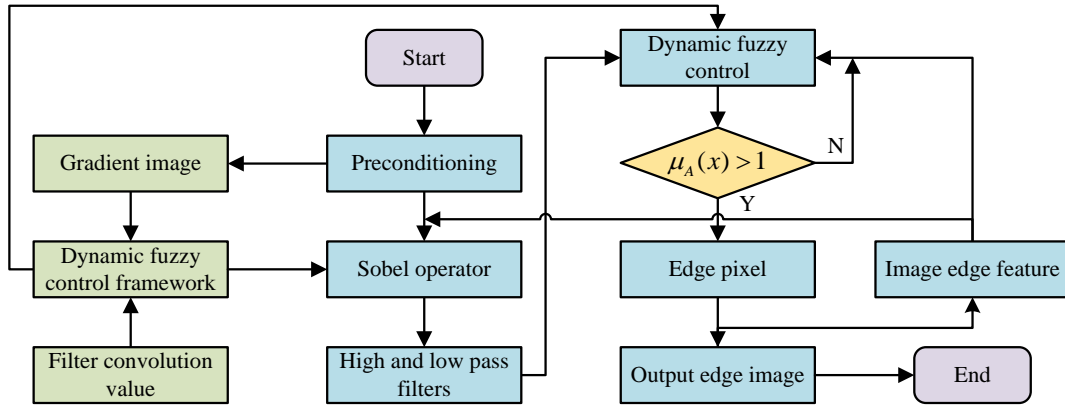 Start
Dynamic fuzzy
control
Gradient image
Preconditioning
μ_A(x) > 1
N
Y
Dynamic fuzzy
control framework
Sobel operator
Edge pixel
Image edge feature
Filter convolution
value
High and low pass
filters
Output edge image
End